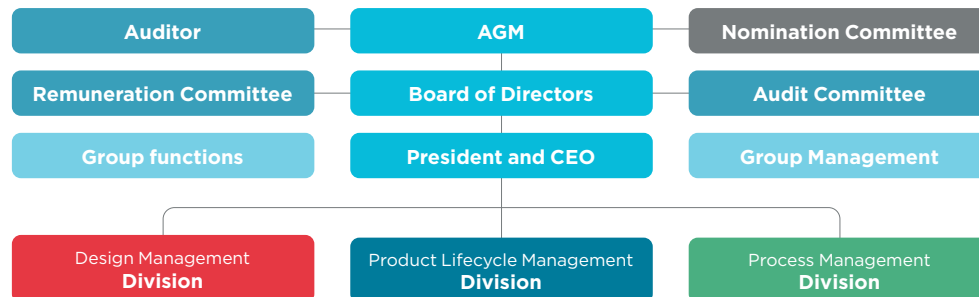 Auditor
AGM
Nomination Committee
Remuneration Committee
Board of Directors
Audit Committee
Group functions
President and CEO
Group Management
Design Management
Division
Product Lifecycle Management
Division
Process Management
Division